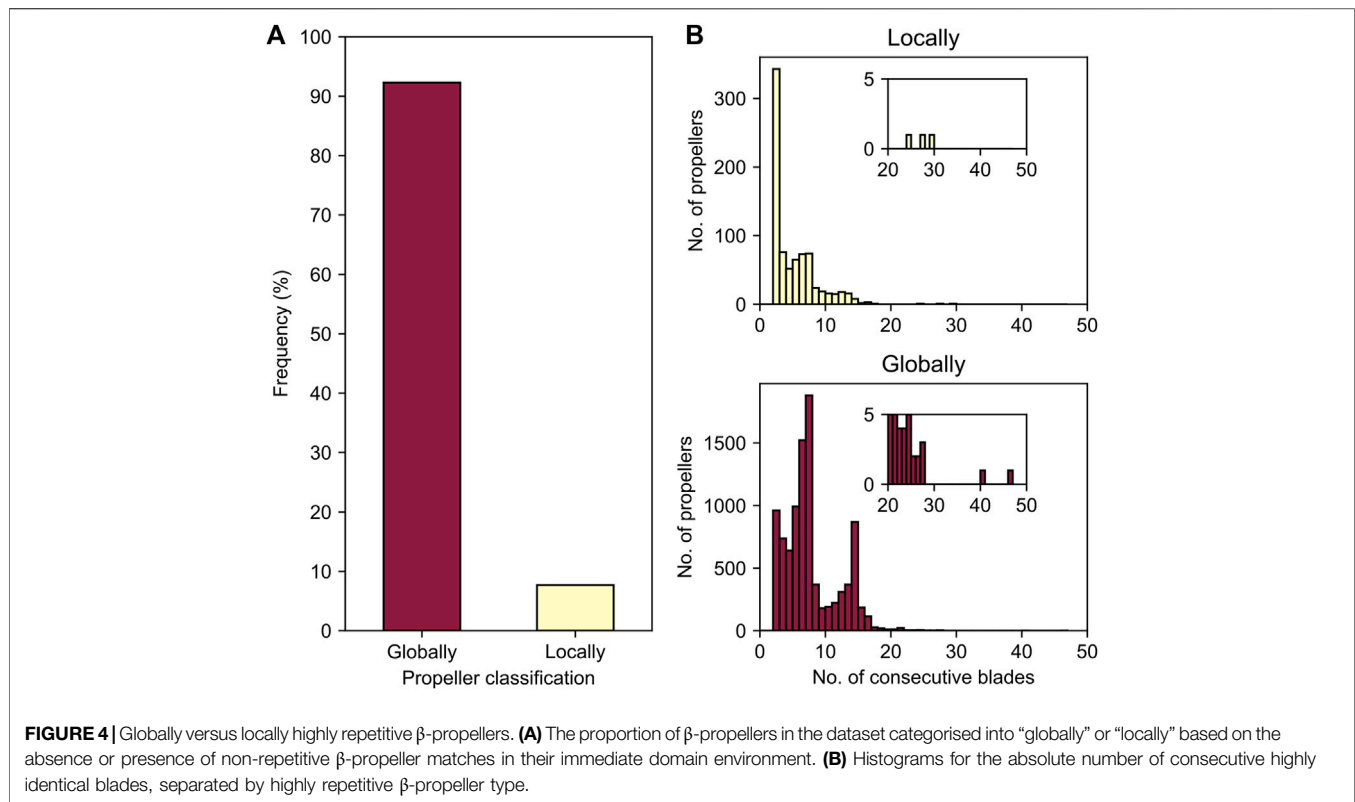 A
100
90
80
70
60
50
40
30
20
10
0
Frequency (%)
Globally Locally
Propeller classification
B
Locally
300
200
100
0
No. of propellers
0 10 20 30 40 50
5
0
20 30 40 50
Globally
1500
1000
500
0
No. of propellers
0 10 20 30 40 50
No. of consecutive blades
5
0
20 30 40 50
FIGURE 4 | Globally versus locally highly repetitive β-propellers. (A) The proportion of β-propellers in the dataset categorised into “globally” or “locally” based on the
absence or presence of non-repetitive β-propeller matches in their immediate domain environment. (B) Histograms for the absolute number of consecutive highly
identical blades, separated by highly repetitive β-propeller type.